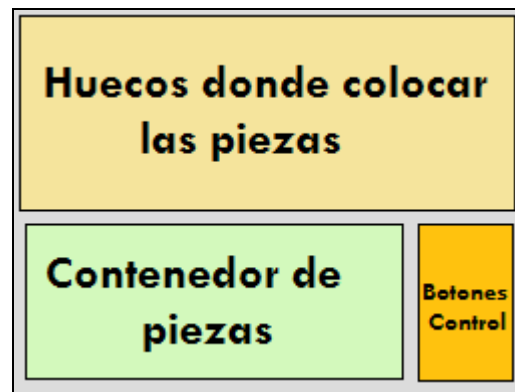 Huecos donde colocar
las piezas
Contenedor de
piezas
Botones
Control